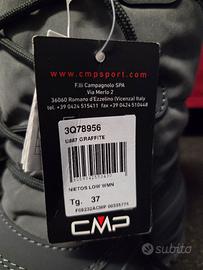 www.cmpsport.com
F.lli Campagnolo SPA
Via Merlo 2
36060 Romano d'Ezzelino (Vicenza) Italy
tel +39 0424 515411 fax +39 0424 510448
3Q78956
U887 GRAFFITE
NIETOS LOW WMN
Tg. 37
CMP
subito